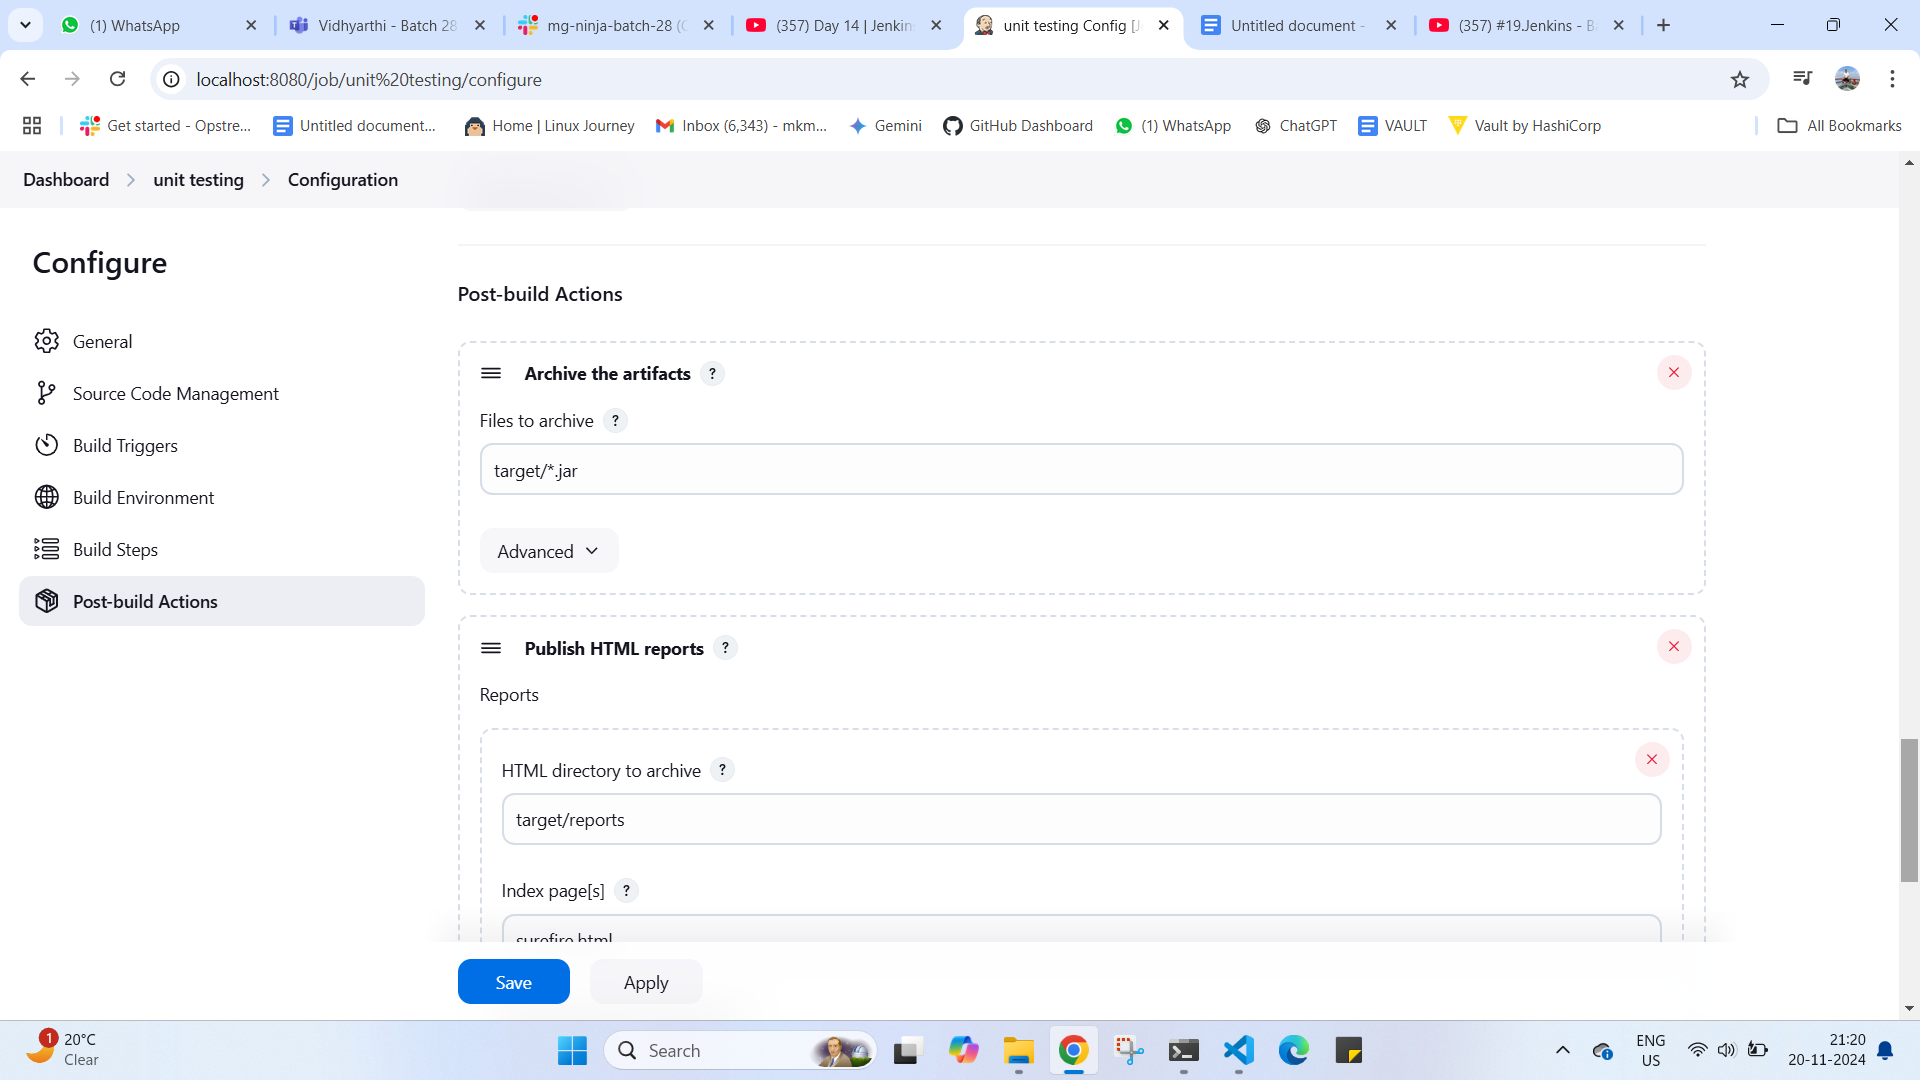 (1) WhatsApp
Vidhyarthi - Batch 28
mg-ninja-batch-28 (C
(357) Day 14 | Jenkins
unit testing Config [J
Untitled document -
(357) #19.Jenkins - B
localhost:8080/job/unit%20testing/configure
Get started - Opstre...
Untitled document...
Home | Linux Journey
Inbox (6,343) - mkm...
Gemini
GitHub Dashboard
(1) WhatsApp
ChatGPT
VAULT
Vault by HashiCorp
All Bookmarks
Dashboard
unit testing
Configuration
Configure
General
Source Code Management
Build Triggers
Build Environment
Build Steps
Post-build Actions
Post-build Actions
Archive the artifacts ?
Files to archive ?
target/*.jar
Advanced
Publish HTML reports ?
Reports
HTML directory to archive ?
target/reports
Index page[s] ?
surefire.html
Save
Apply
1
20°C
Clear
Search
ENG
US
21:20
20-11-2024